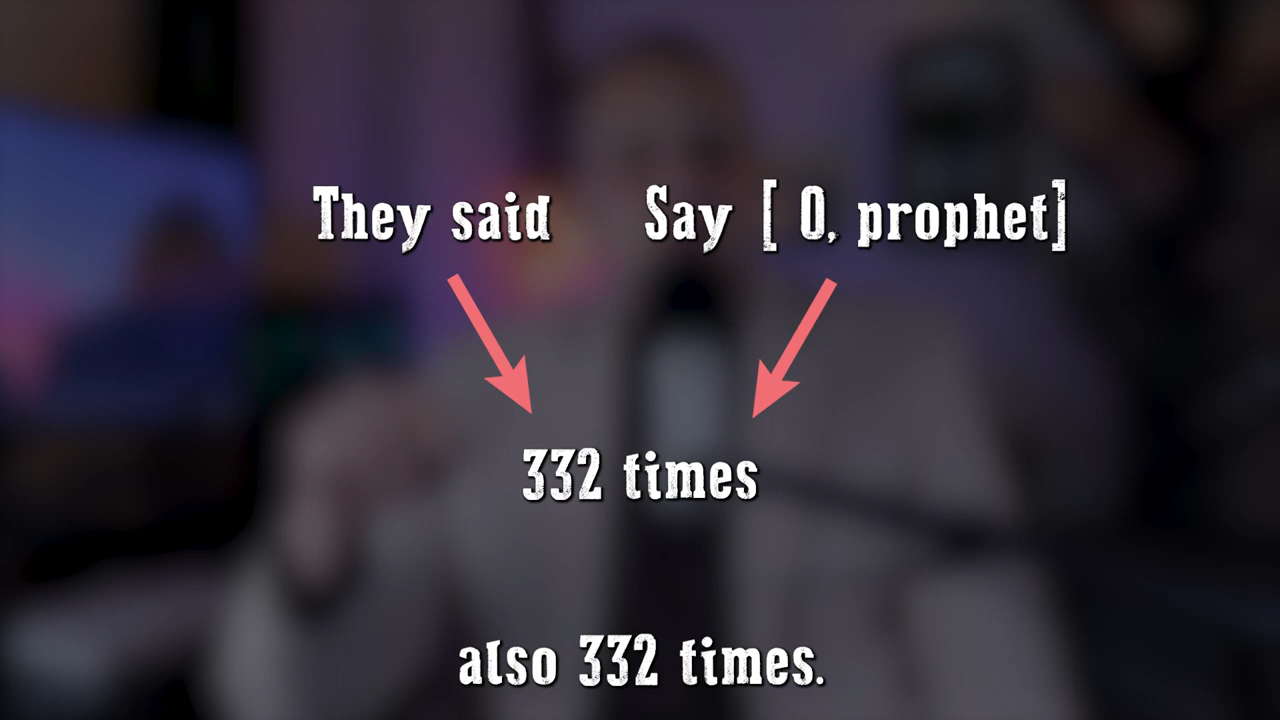 They said Say [ O, prophet]
332 times
also 332 times.